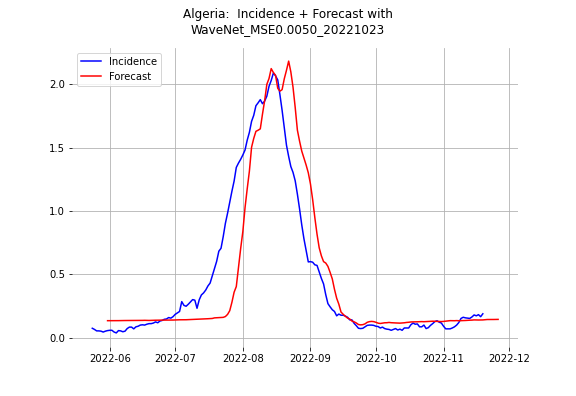 Algeria:  Incidence + Forecast with
WaveNet_MSE0.0050_20221023
Incidence
Forecast
2.0
1.5
1.0
0.5
0.0
2022-06 2022-07 2022-08 2022-09 2022-10 2022-11 2022-12